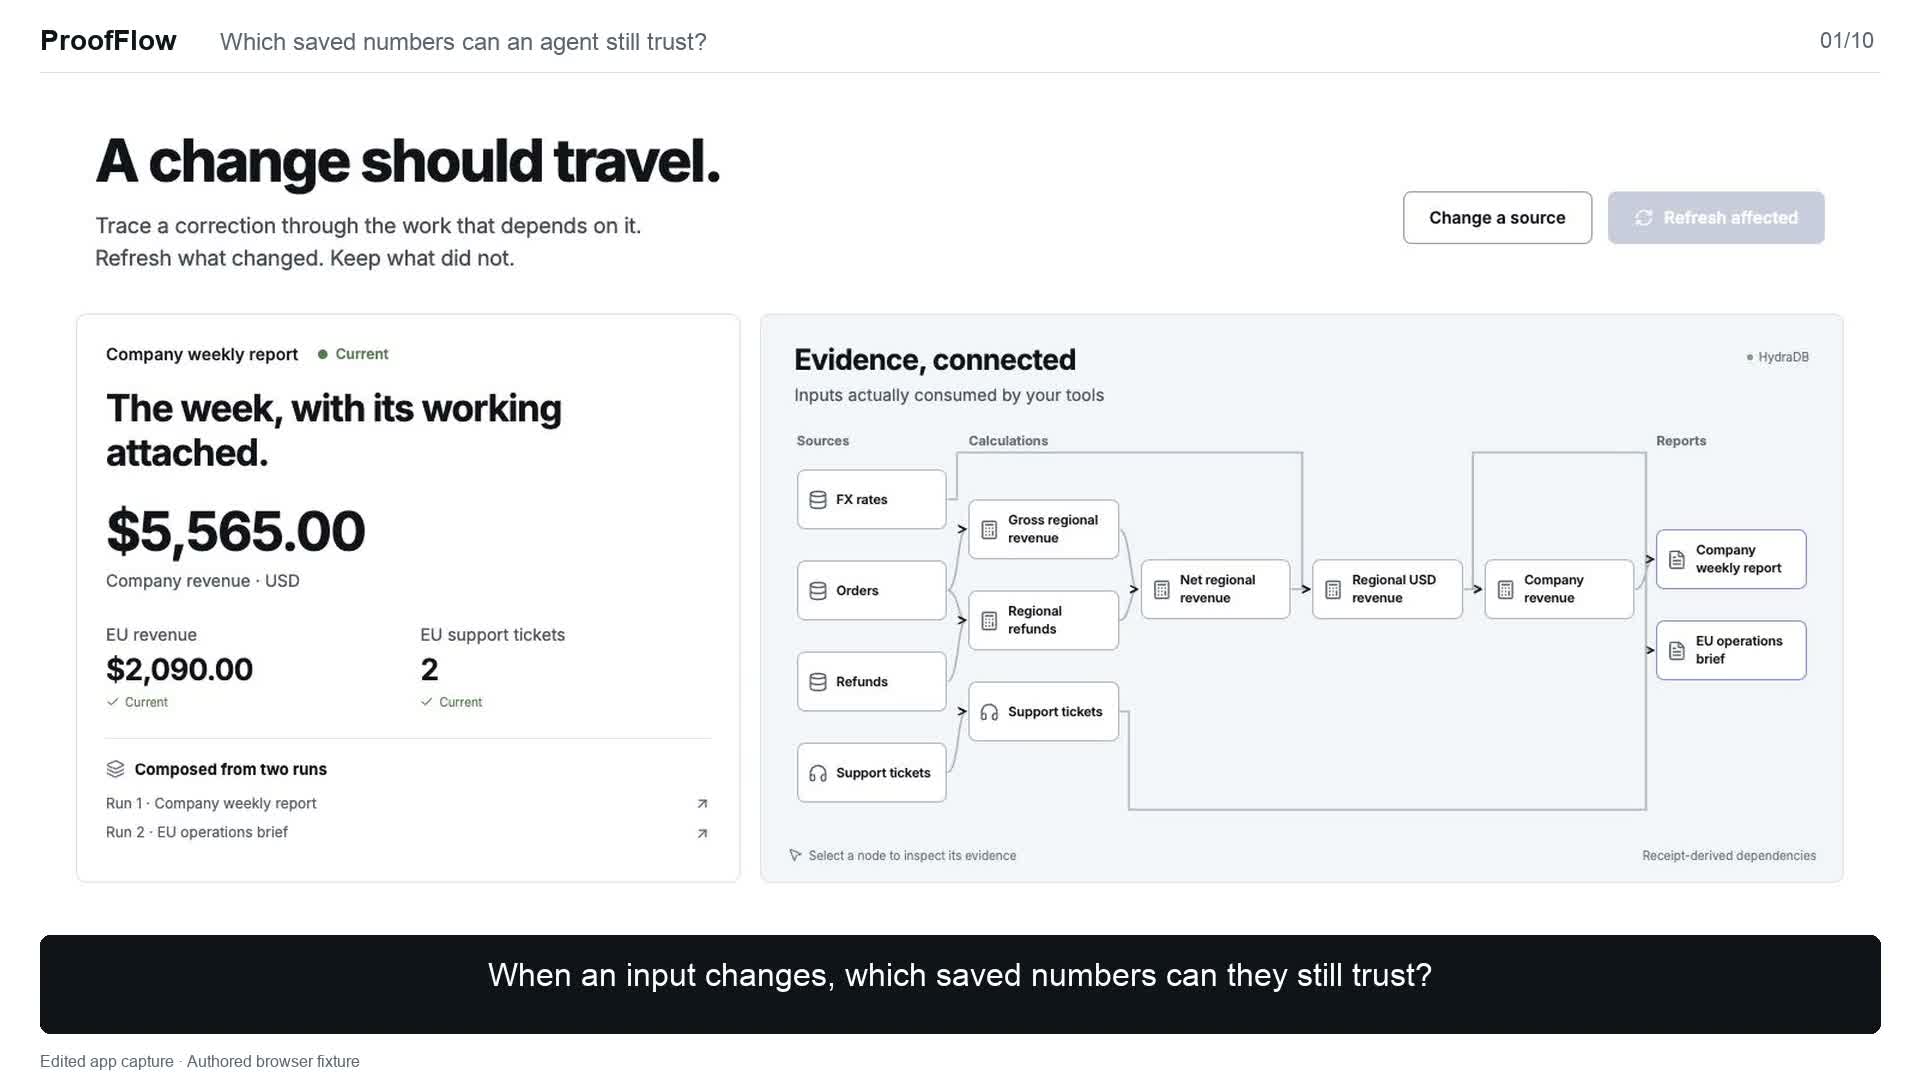 ProofFlow
Which saved numbers can an agent still trust?
01/10
A change should travel.
Trace a correction through the work that depends on it.
Refresh what changed. Keep what did not.
Change a source
Refresh affected
Company weekly report
Current
The week, with its working
attached.
$5,565.00
Company revenue · USD
EU revenue
$2,090.00
Current
EU support tickets
2
Current
Composed from two runs
Run 1 · Company weekly report
Run 2 · EU operations brief
Evidence, connected
HydraDB
Inputs actually consumed by your tools
Sources
Calculations
Reports
FX rates
Orders
Refunds
Support tickets
Gross regional
revenue
Regional
refunds
Support tickets
Net regional
revenue
Regional USD
revenue
Company
revenue
Company
weekly report
EU operations
brief
Select a node to inspect its evidence
Receipt-derived dependencies
When an input changes, which saved numbers can they still trust?
Edited app capture · Authored browser fixture